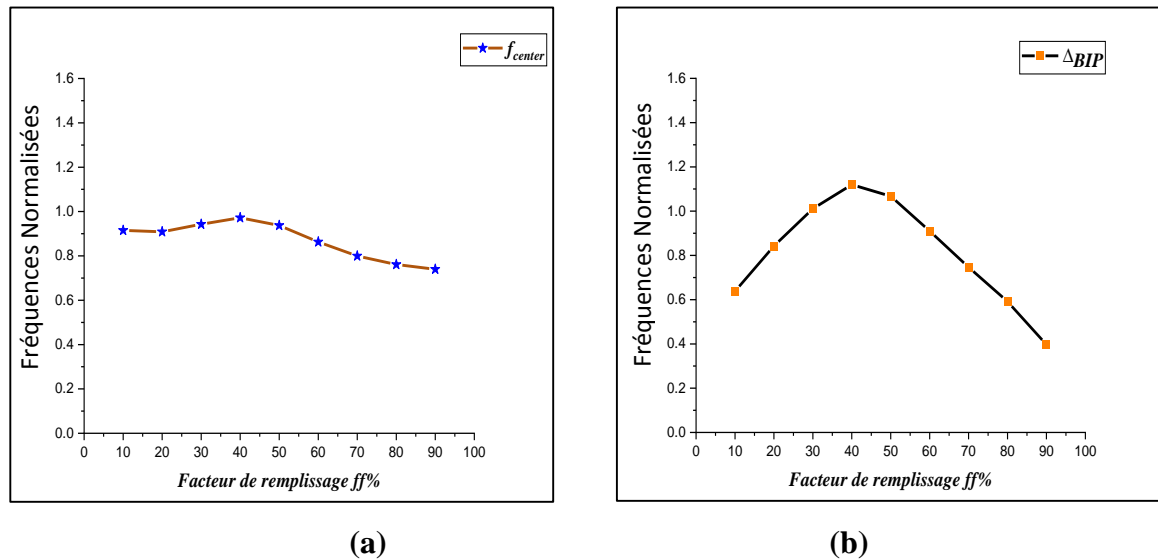 f_center
Fréquences Normalisées
1.6
1.4
1.2
1.0
0.8
0.6
0.4
0.2
0.0
0 10 20 30 40 50 60 70 80 90 100
Facteur de remplissage ff%
(a)
Δ_BIP
Fréquences Normalisées
1.6
1.4
1.2
1.0
0.8
0.6
0.4
0.2
0.0
0 10 20 30 40 50 60 70 80 90 100
Facteur de remplissage ff%
(b)